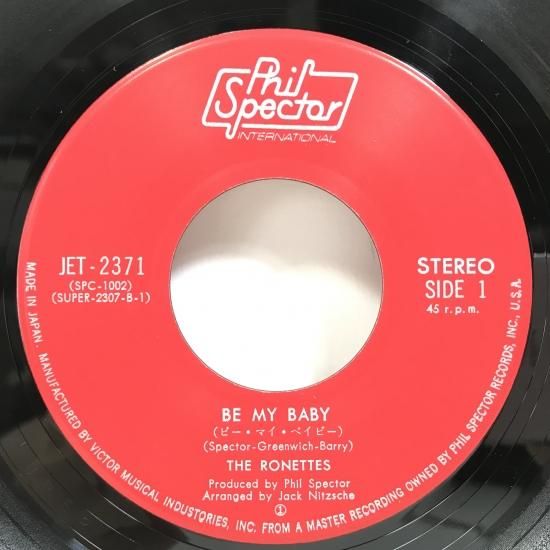 Phil
Spector
INTERNATIONAL
JET-2371
(SPC-1002)
(SUPER-2307-B-1)
STEREO
SIDE 1
45 r.p.m.
BE MY BABY
(ビー・マイ・ベイビー)
(Spector-Greenwich-Barry)
THE RONETTES
Produced by Phil Spector
Arranged by Jack Nitzsche
①
MADE IN JAPAN. MANUFACTURED BY VICTOR MUSICAL INDUSTORIES, INC. FROM A MASTER RECORDING OWNED BY PHIL SPECTOR RECORDS, INC., U.S.A.